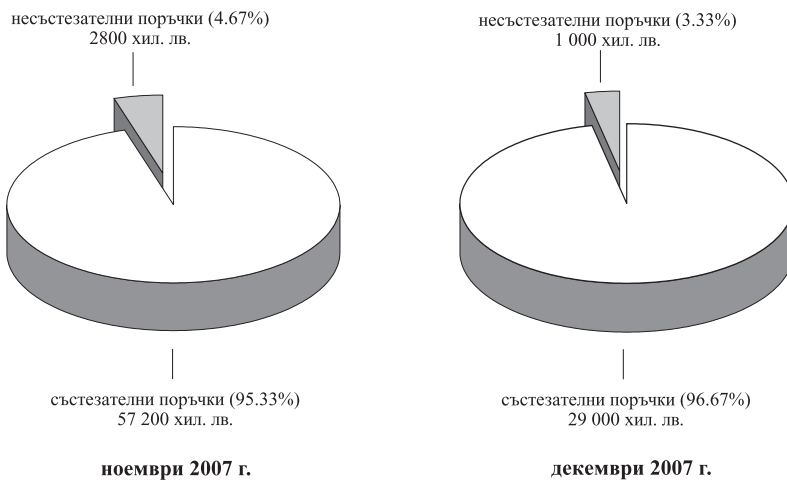 несъстезателни поръчки (4.67%)
2800 хил. лв.
състезателни поръчки (95.33%)
57 200 хил. лв.
ноември 2007 г.
несъстезателни поръчки (3.33%)
1 000 хил. лв.
състезателни поръчки (96.67%)
29 000 хил. лв.
декември 2007 г.